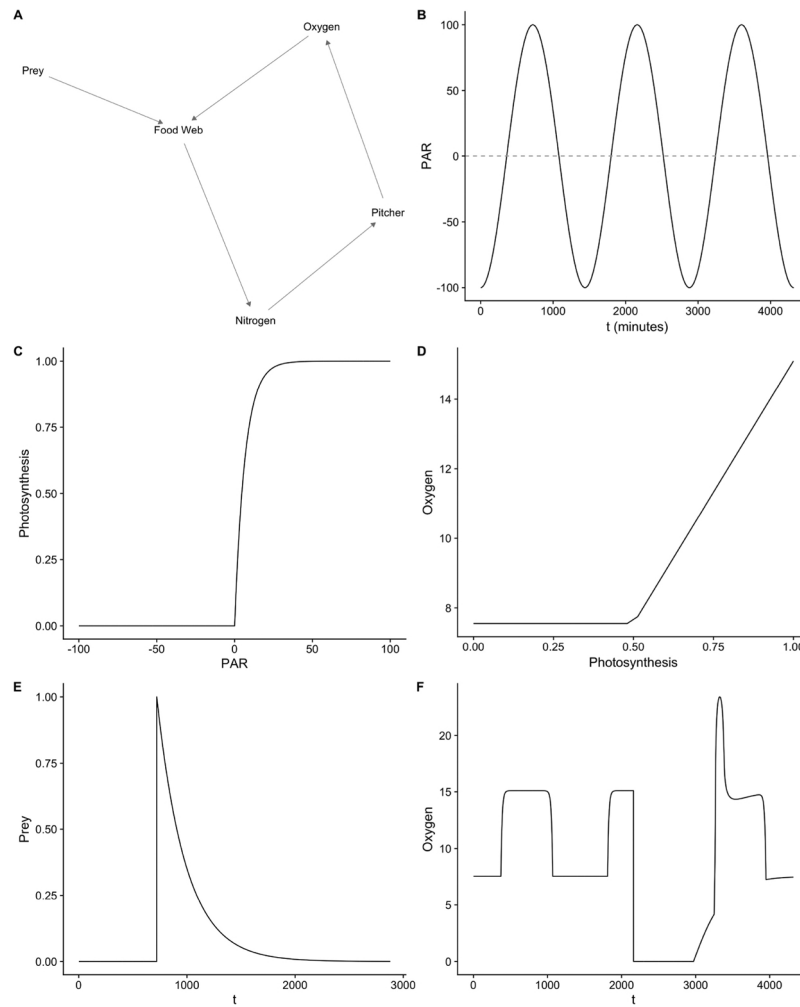 A
Oxygen
Prey
Food Web
Pitcher
Nitrogen
B
100
50
0
-50
-100
PAR
0 1000 2000 3000 4000
t (minutes)
C
1.00
0.75
0.50
0.25
0.00
Photosynthesis
-100 -50 0 50 100
PAR
D
14
12
10
8
Oxygen
0.00 0.25 0.50 0.75 1.00
Photosynthesis
E
1.00
0.75
0.50
0.25
0.00
Prey
0 1000 2000 3000
t
F
20
15
10
5
0
Oxygen
0 1000 2000 3000 4000
t